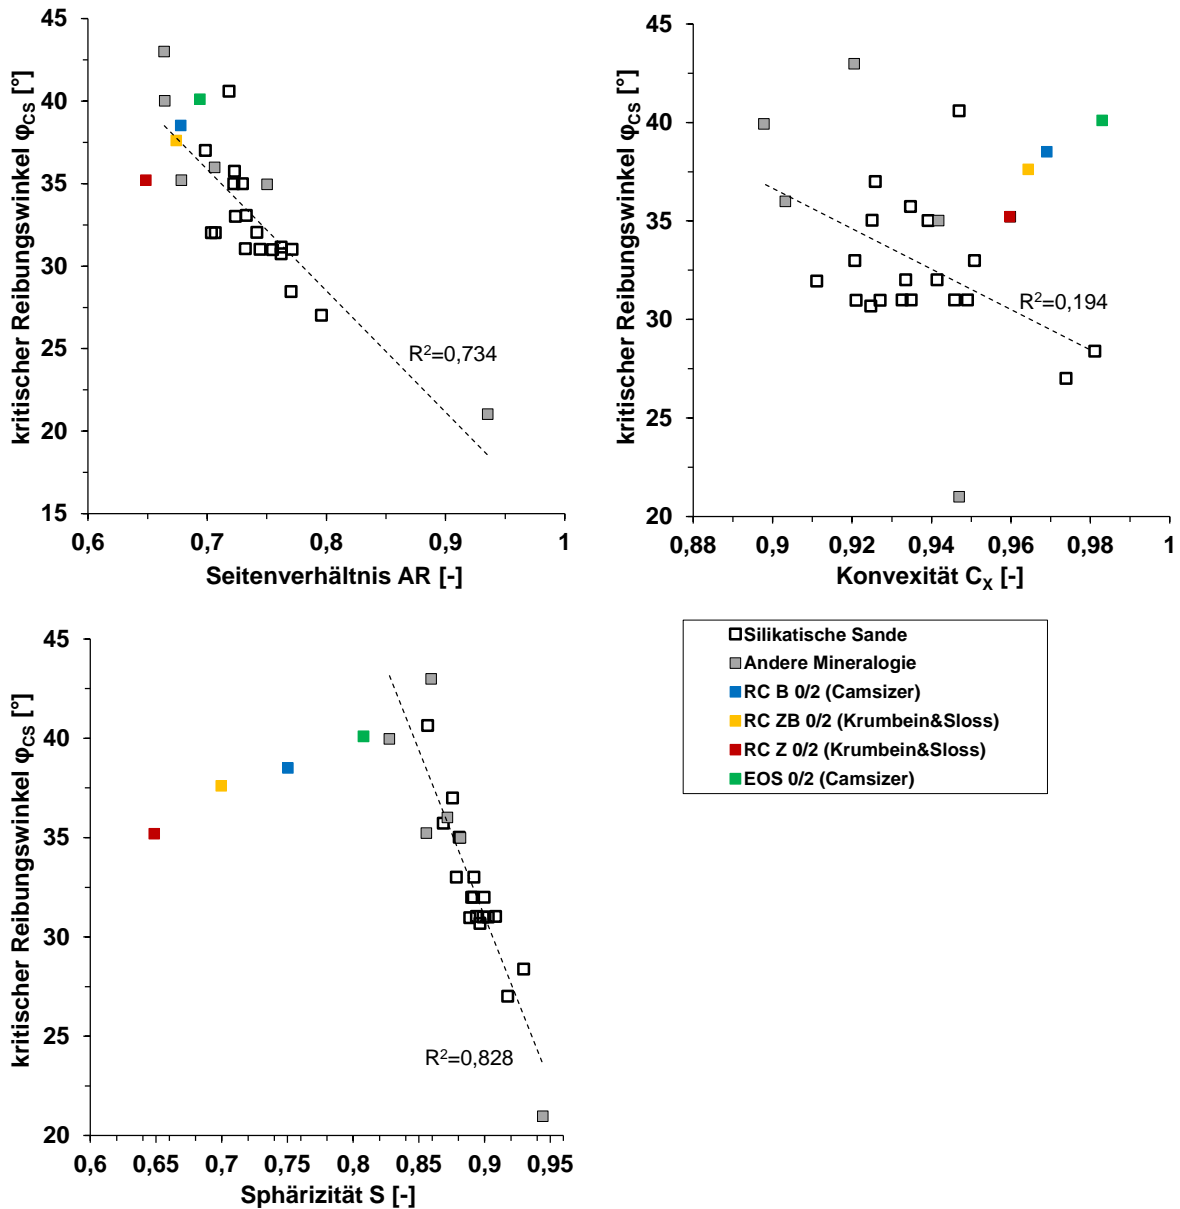 kritischer Reibungswinkel φCS [°]
45
40
35
30
25
20
15
R²=0,734
0,6
0,7
0,8
0,9
1
Seitenverhältnis AR [-]
kritischer Reibungswinkel φCS [°]
45
40
35
30
25
20
R²=0,194
0,88
0,9
0,92
0,94
0,96
0,98
1
Konvexität CX [-]
kritischer Reibungswinkel φCS [°]
45
40
35
30
25
20
R²=0,828
0,6
0,65
0,7
0,75
0,8
0,85
0,9
0,95
Sphärizität S [-]
Silikatische Sande
Andere Mineralogie
RC B 0/2 (Camsizer)
RC ZB 0/2 (Krumbein&Sloss)
RC Z 0/2 (Krumbein&Sloss)
EOS 0/2 (Camsizer)